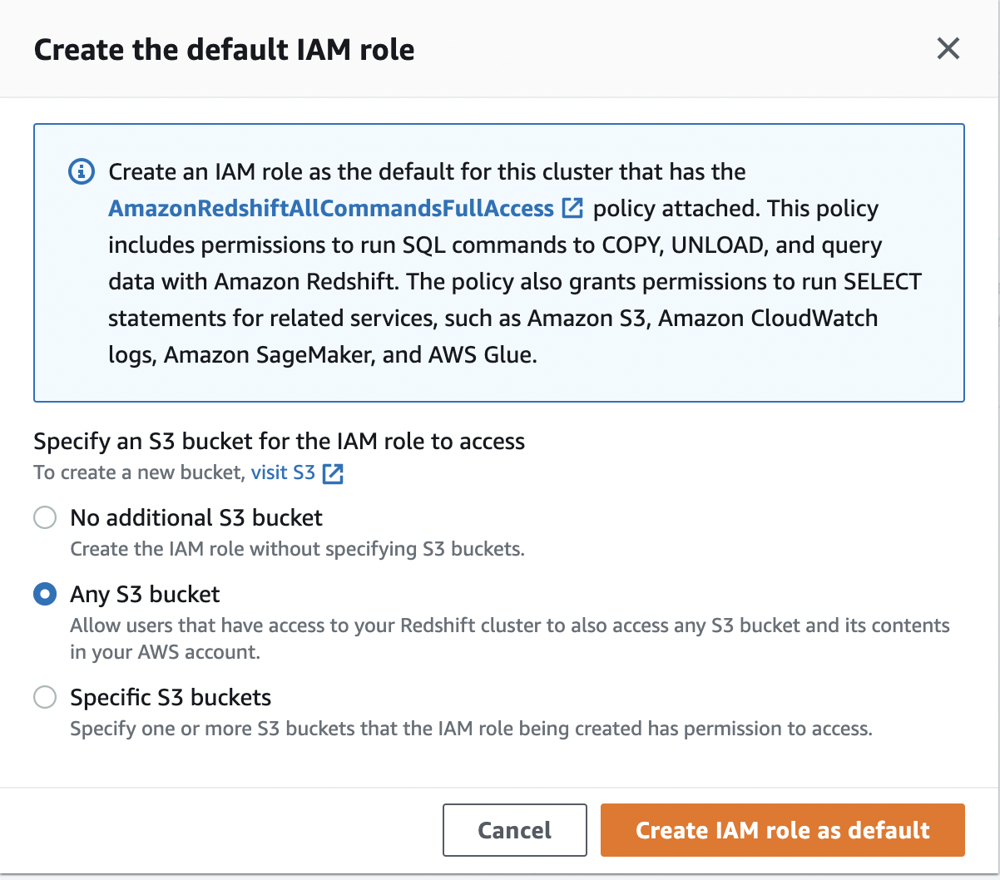 Create the default IAM role
Create an IAM role as the default for this cluster that has the
AmazonRedshiftAllCommandsFullAccess policy attached. This policy
includes permissions to run SQL commands to COPY, UNLOAD, and query
data with Amazon Redshift. The policy also grants permissions to run SELECT
statements for related services, such as Amazon S3, Amazon CloudWatch
logs, Amazon SageMaker, and AWS Glue.
Specify an S3 bucket for the IAM role to access
To create a new bucket, visit S3
No additional S3 bucket
Create the IAM role without specifying S3 buckets.
Any S3 bucket
Allow users that have access to your Redshift cluster to also access any S3 bucket and its contents
in your AWS account.
Specific S3 buckets
Specify one or more S3 buckets that the IAM role being created has permission to access.
Cancel
Create IAM role as default